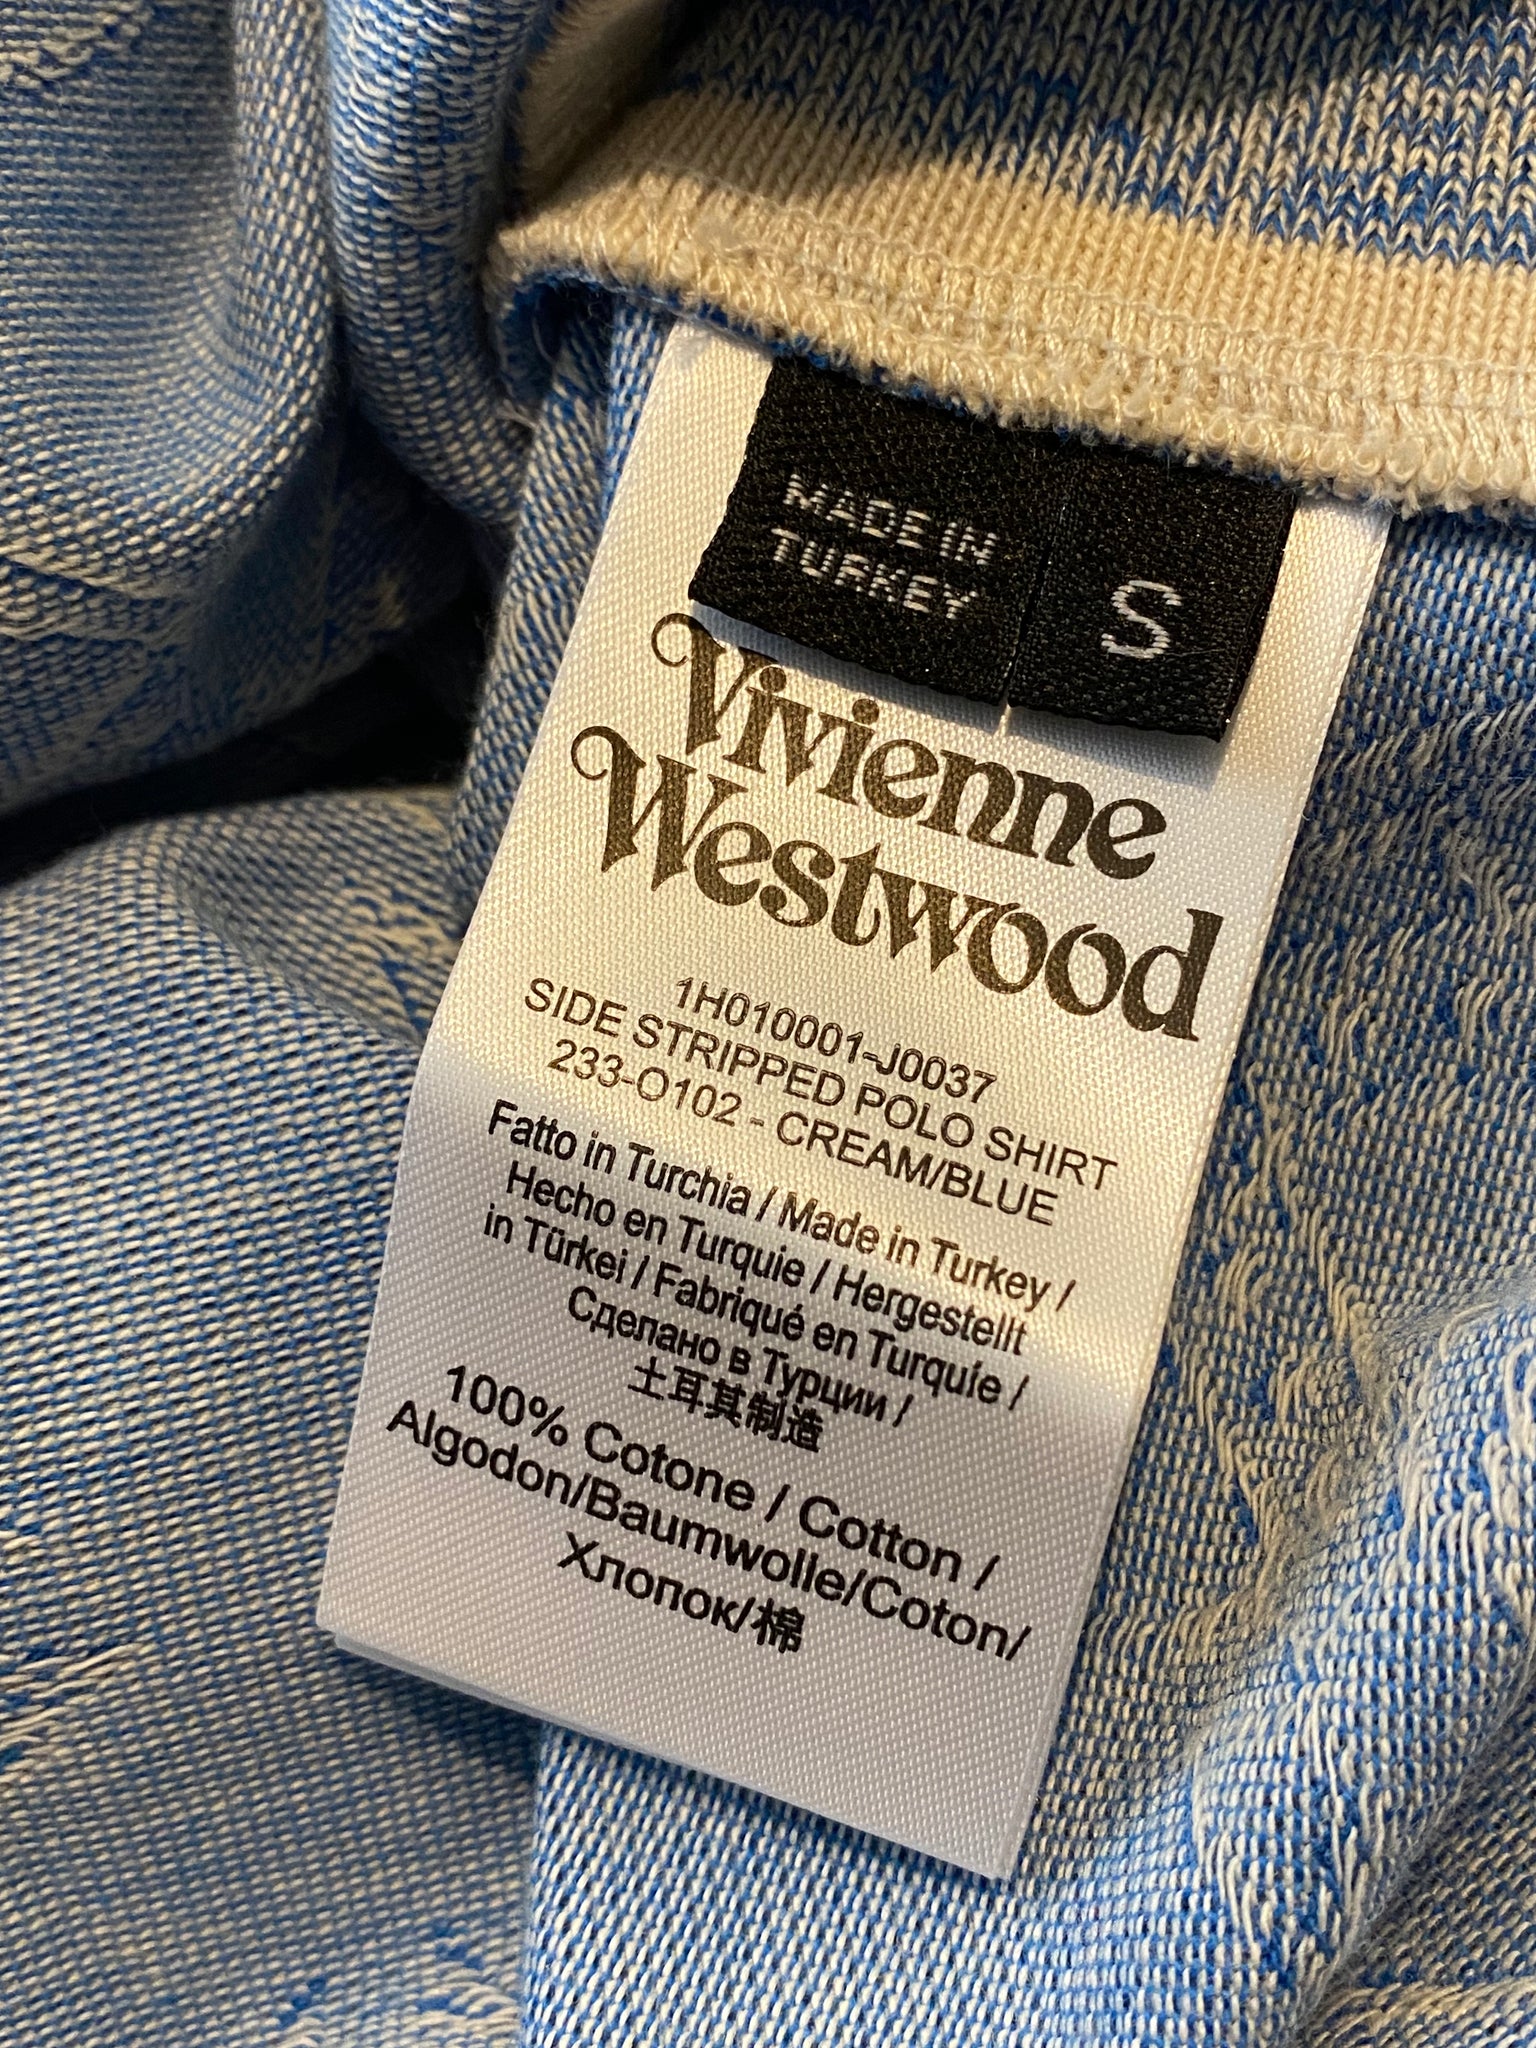 MADE IN
TURKEY
S
Vivienne
Westwood
1H010001-J0037
SIDE STRIPPED POLO SHIRT
233-O102 - CREAM/BLUE
Fatto in Turchia / Made in Turkey /
Hecho en Turquie / Hergestellt
in Türkei / Fabriqué en Turquíe /
Сделано в Турции /
土耳其制造
100% Cotone / Cotton /
Algodon/Baumwolle/Coton/
Хлопок/棉